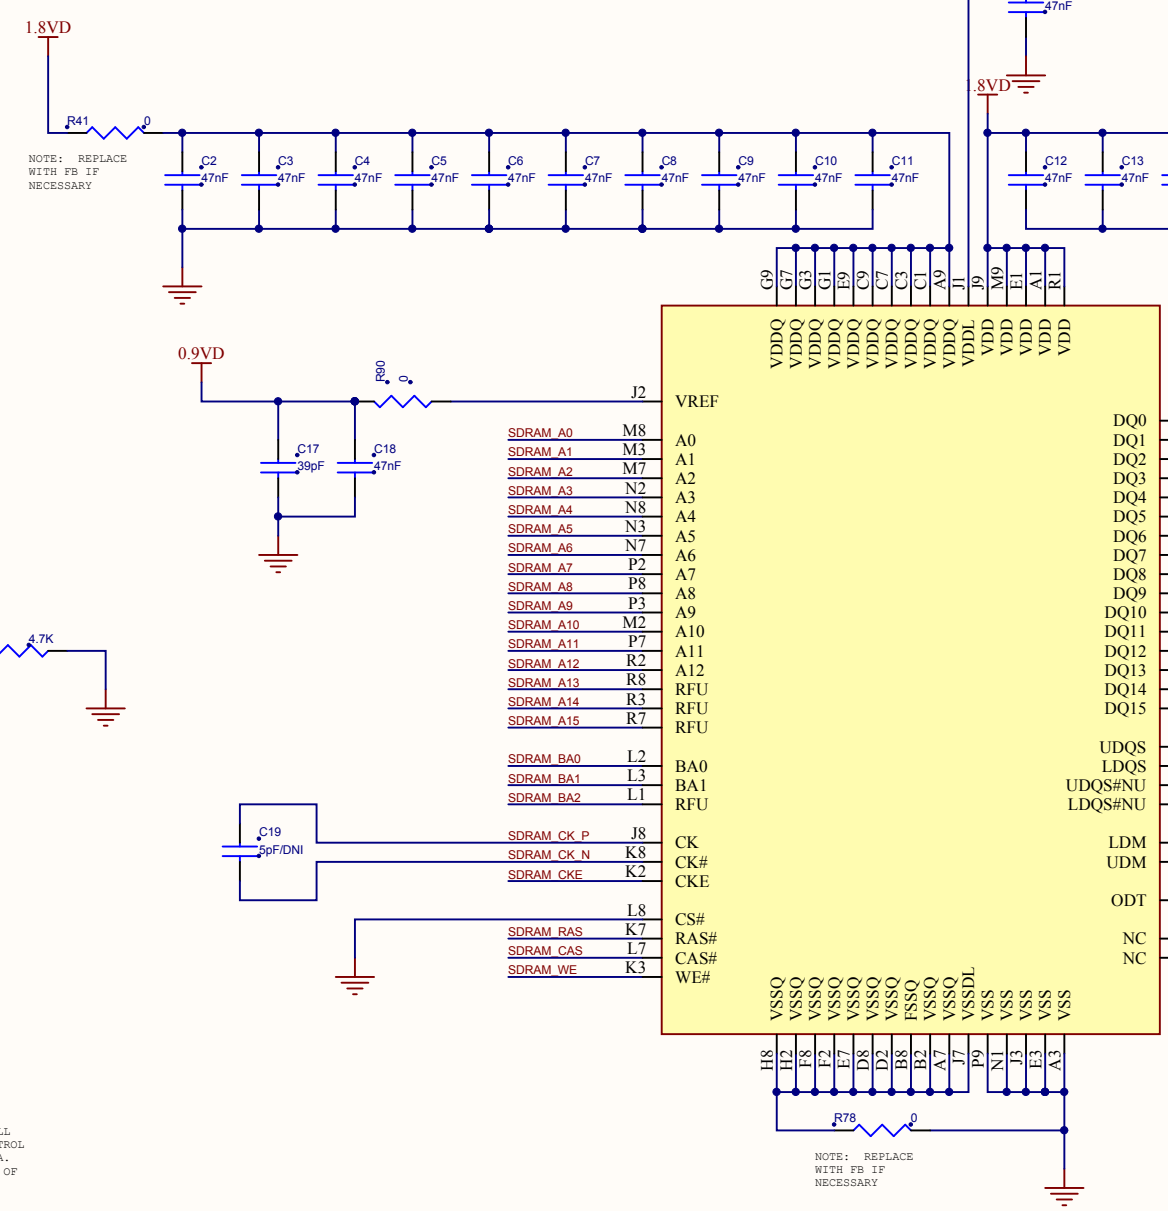 47nF
1.8VD
1.8VD
R41 0
NOTE: REPLACE
WITH FB IF
NECESSARY
C2 C3 C4 C5 C6 C7 C8 C9 C10 C11 C12 C13
47nF 47nF 47nF 47nF 47nF 47nF 47nF 47nF 47nF 47nF 47nF 47nF
G9 G7 G3 G1 E9 C9 C7 C3 C1 A9 J1 J9 M9 E1 A1 R1
VDDQ VDDQ VDDQ VDDQ VDDQ VDDQ VDDQ VDDQ VDDQ VDDQ VDDL VDD VDD VDD VDD VDD
0.9VD
R90 0
J2 VREF
C17 C18
39pF 47nF
SDRAM_A0 M8 A0
SDRAM_A1 M3 A1
SDRAM_A2 M7 A2
SDRAM_A3 N2 A3
SDRAM_A4 N8 A4
SDRAM_A5 N3 A5
SDRAM_A6 N7 A6
SDRAM_A7 P2 A7
SDRAM_A8 P8 A8
SDRAM_A9 P3 A9
SDRAM_A10 M2 A10
SDRAM_A11 P7 A11
SDRAM_A12 R2 A12
SDRAM_A13 R8 RFU
SDRAM_A14 R3 RFU
SDRAM_A15 R7 RFU
4.7K
SDRAM_BA0 L2 BA0
SDRAM_BA1 L3 BA1
SDRAM_BA2 L1 RFU
C19
5pF/DNI
SDRAM_CK_P J8 CK
SDRAM_CK_N K8 CK#
SDRAM_CKE K2 CKE
L8 CS#
SDRAM_RAS K7 RAS#
SDRAM_CAS L7 CAS#
SDRAM_WE K3 WE#
DQ0
DQ1
DQ2
DQ3
DQ4
DQ5
DQ6
DQ7
DQ8
DQ9
DQ10
DQ11
DQ12
DQ13
DQ14
DQ15
UDQS
LDQS
UDQS#NU
LDQS#NU
LDM
UDM
ODT
NC
NC
VSSQ VSSQ VSSQ VSSQ VSSQ VSSQ VSSQ FSSQ VSSQ VSSQ VSSDL VSS VSS VSS VSS VSS
H8 H2 F8 F2 E7 D8 D2 B8 B2 A7 J7 P9 N1 J3 E3 A3
R78 0
NOTE: REPLACE
WITH FB IF
NECESSARY
OF